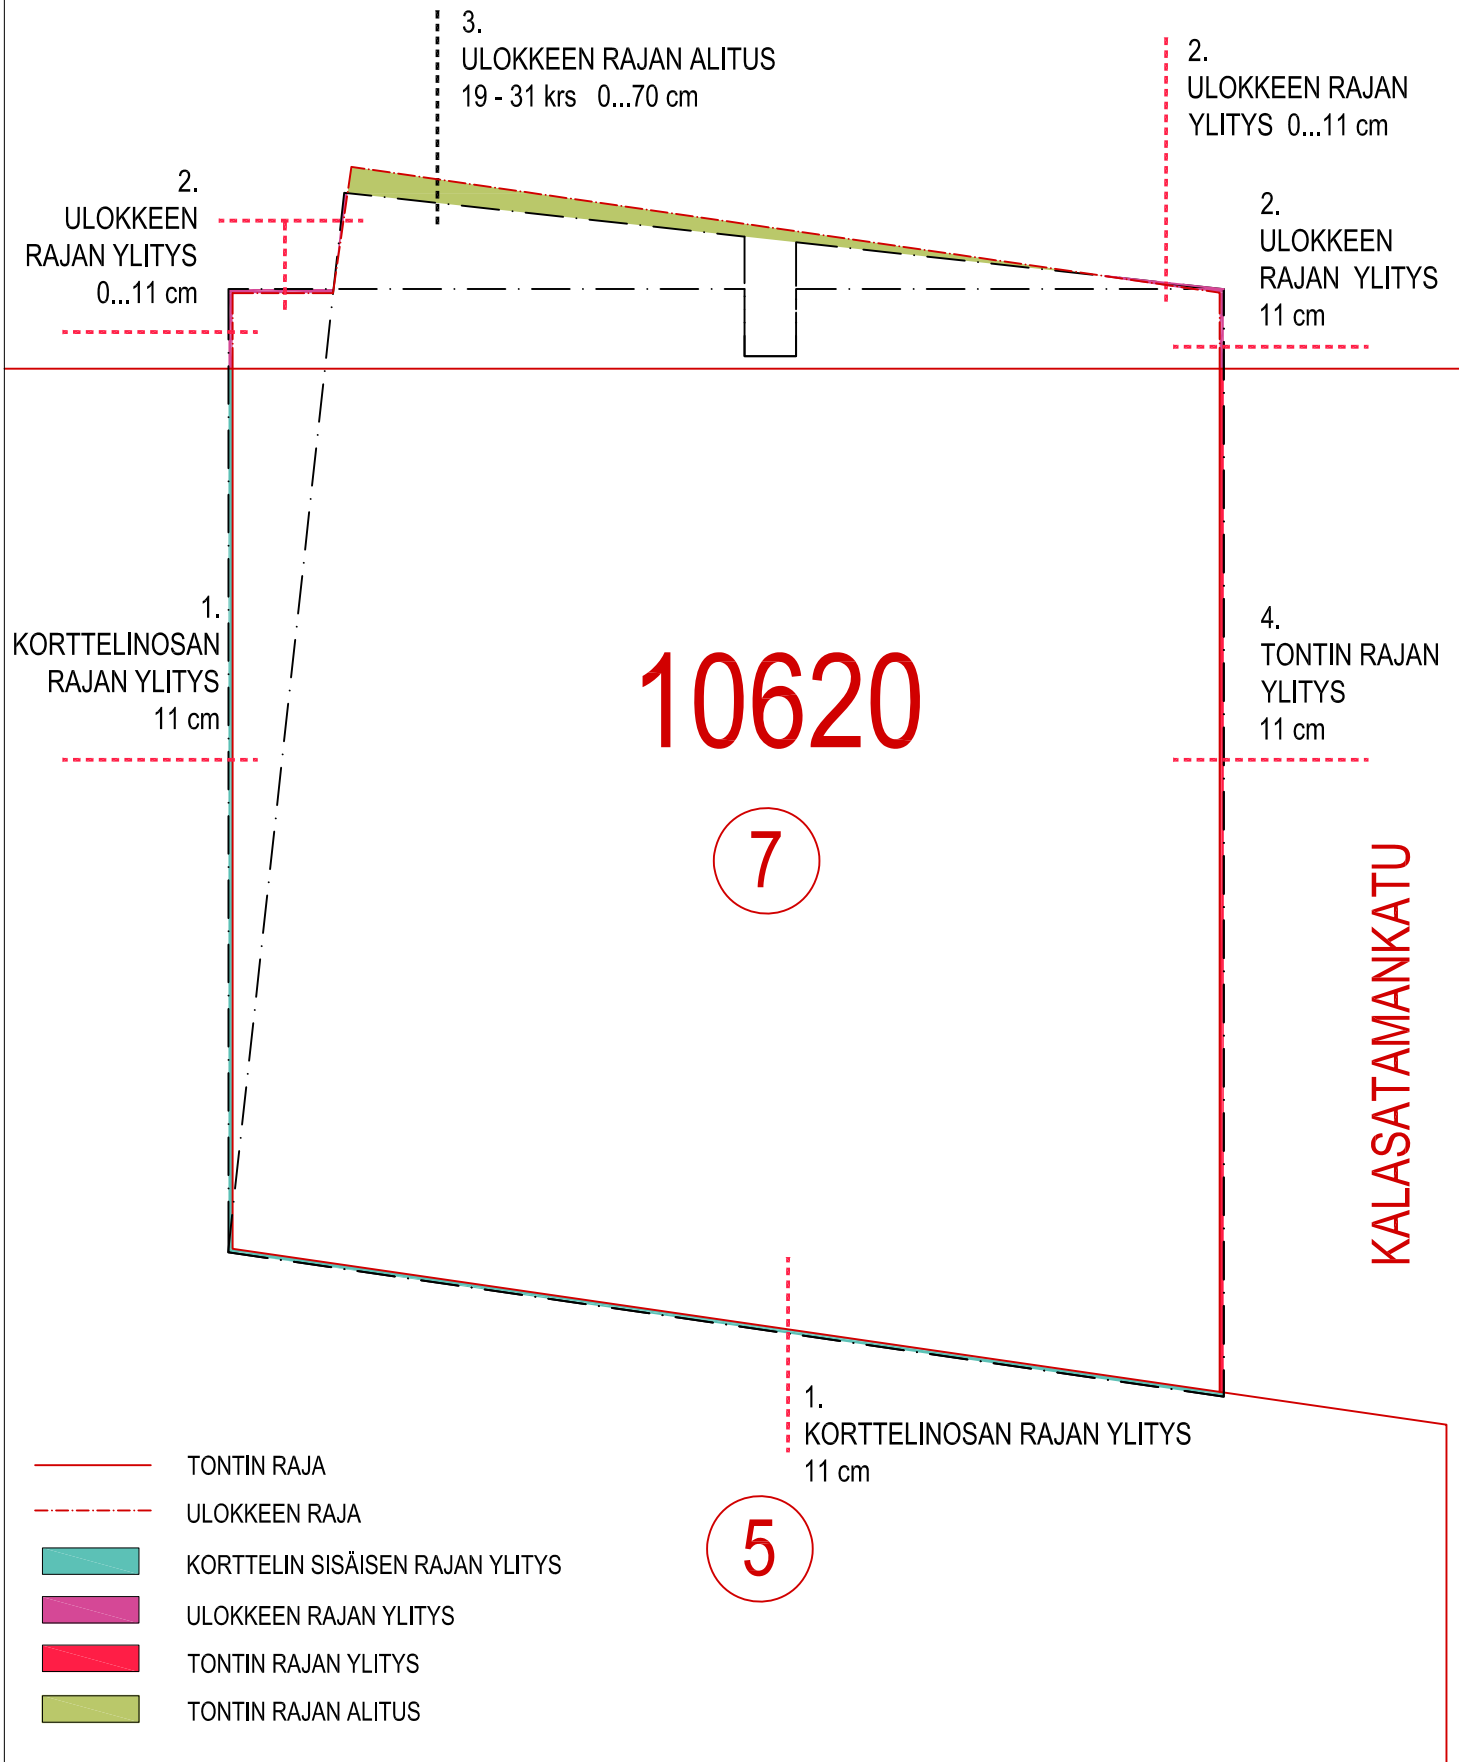 3.
ULOKKEEN RAJAN ALITUS
19 - 31 krs 0...70 cm
2.
ULOKKEEN RAJAN
YLITYS 0...11 cm
2.
ULOKKEEN
RAJAN YLITYS
0...11 cm
2.
ULOKKEEN
RAJAN YLITYS
11 cm
1.
KORTTELINOSAN
RAJAN YLITYS
11 cm
10620
7
4.
TONTIN RAJAN
YLITYS
11 cm
KALASATAMANKATU
1.
KORTTELINOSAN RAJAN YLITYS
11 cm
5
TONTIN RAJA
ULOKKEEN RAJA
KORTTELIN SISÄISEN RAJAN YLITYS
ULOKKEEN RAJAN YLITYS
TONTIN RAJAN YLITYS
TONTIN RAJAN ALITUS